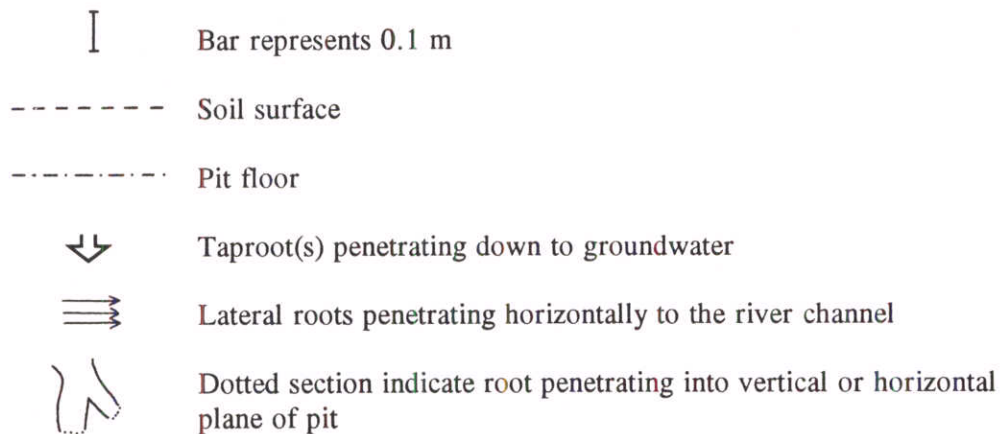 Bar represents 0.1 m
Soil surface
Pit floor
Taproot(s) penetrating down to groundwater
Lateral roots penetrating horizontally to the river channel
Dotted section indicate root penetrating into vertical or horizontal
plane of pit